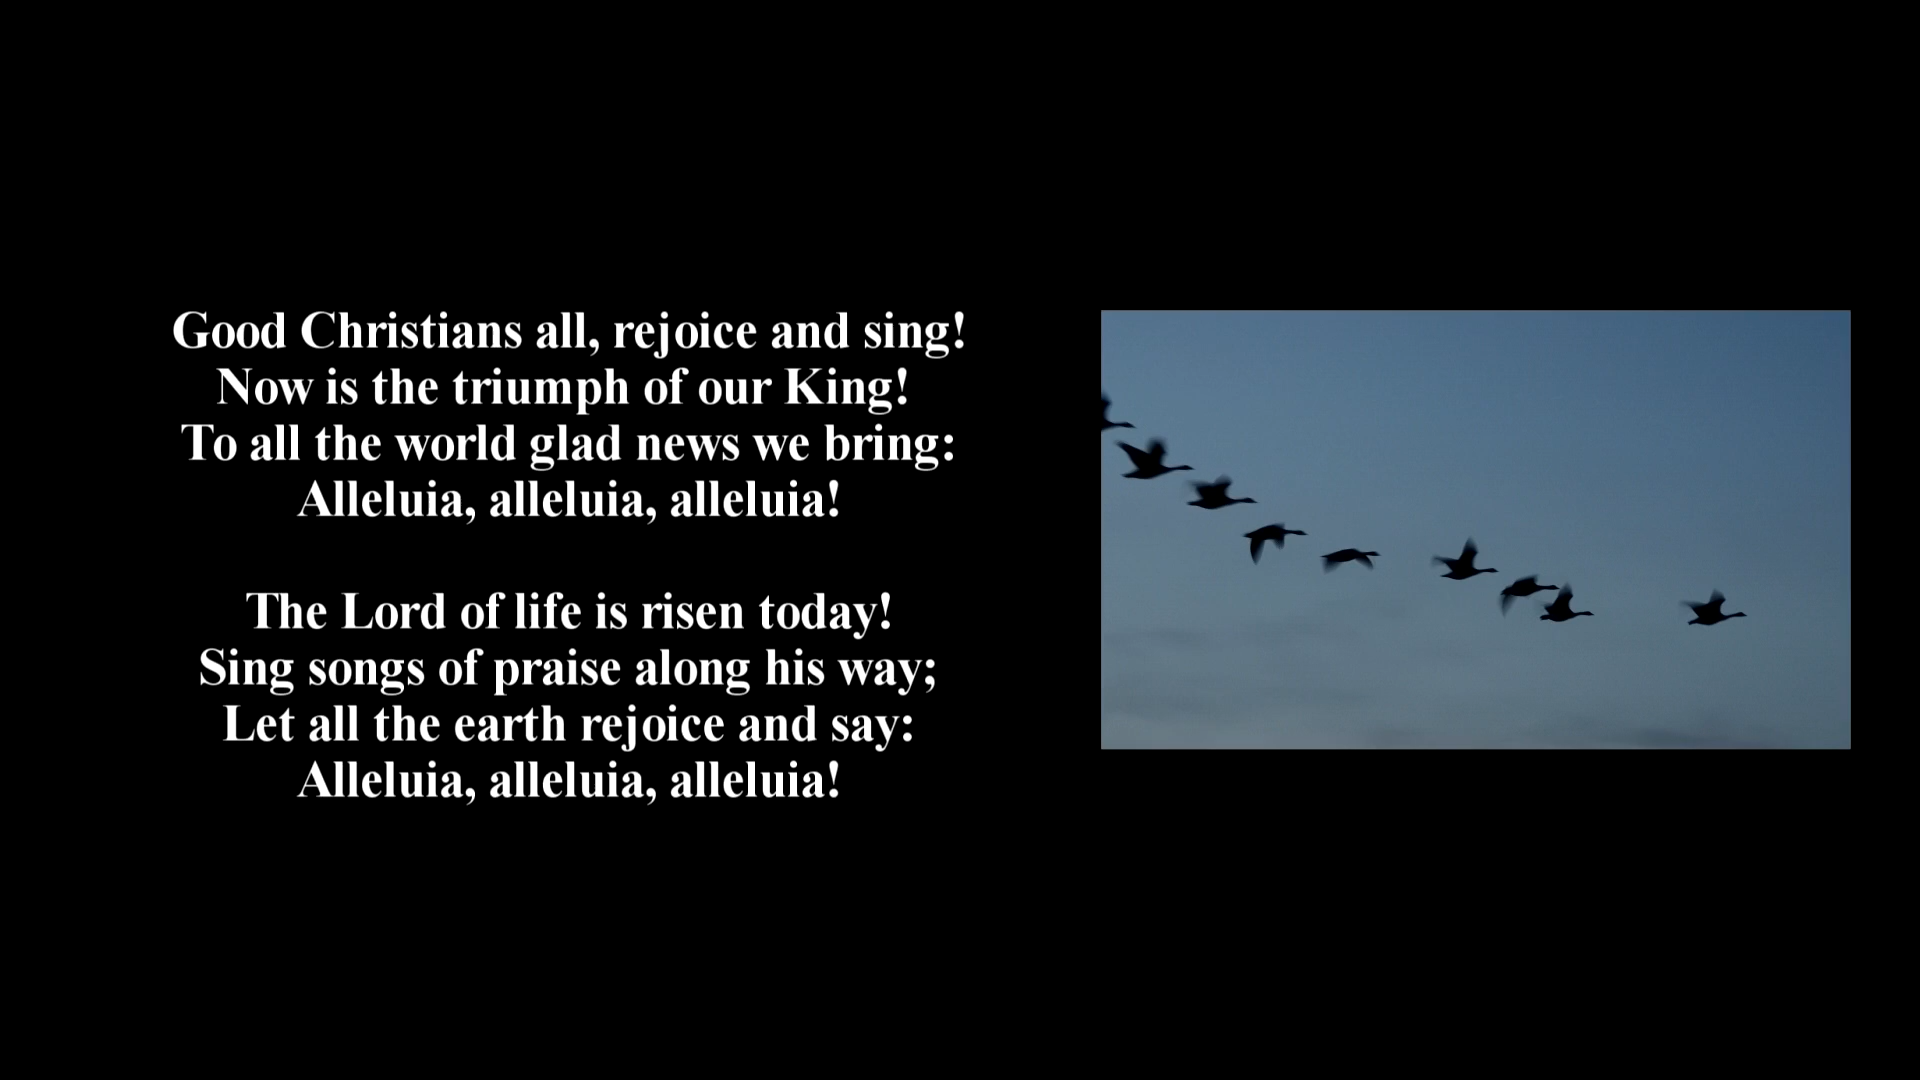 Good Christians all, rejoice and sing!
Now is the triumph of our King!
To all the world glad news we bring:
Alleluia, alleluia, alleluia!
The Lord of life is risen today!
Sing songs of praise along his way;
Let all the earth rejoice and say:
Alleluia, alleluia, alleluia!